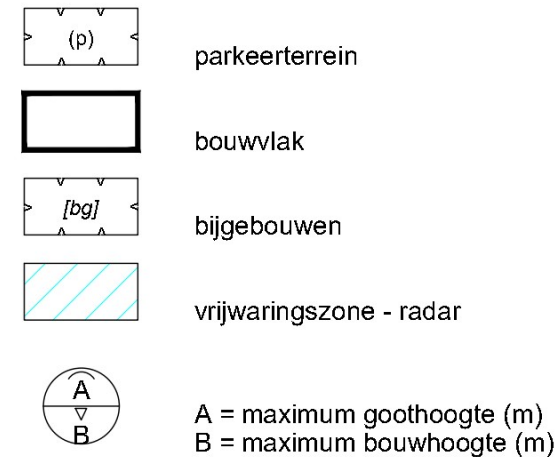 (p)
parkeerterrein
bouwvlak
[bg]
bijgebouwen
vrijwaringszone - radar
A
B
A = maximum goothoogte (m)
B = maximum bouwhoogte (m)